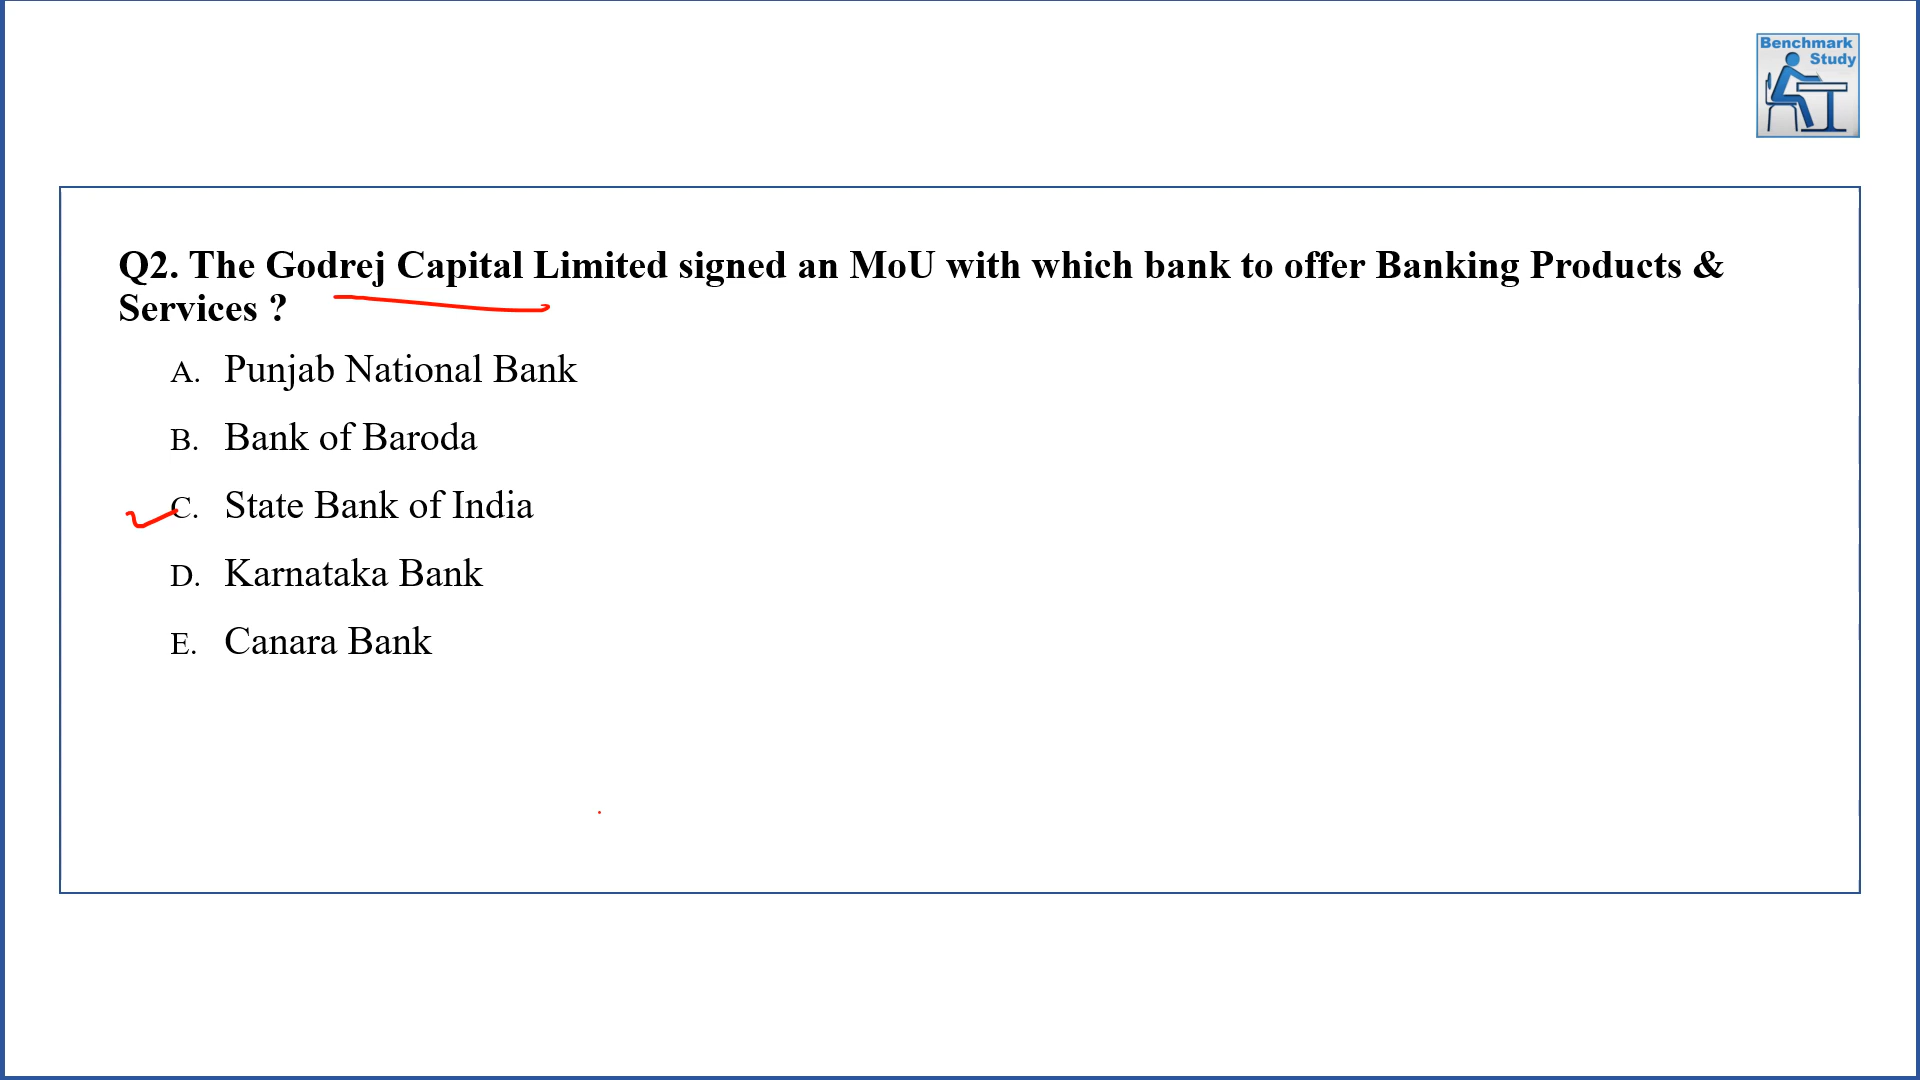 Benchmark
Study
Q2. The Godrej Capital Limited signed an MoU with which bank to offer Banking Products &
Services ?
A. Punjab National Bank
B. Bank of Baroda
C. State Bank of India
D. Karnataka Bank
E. Canara Bank